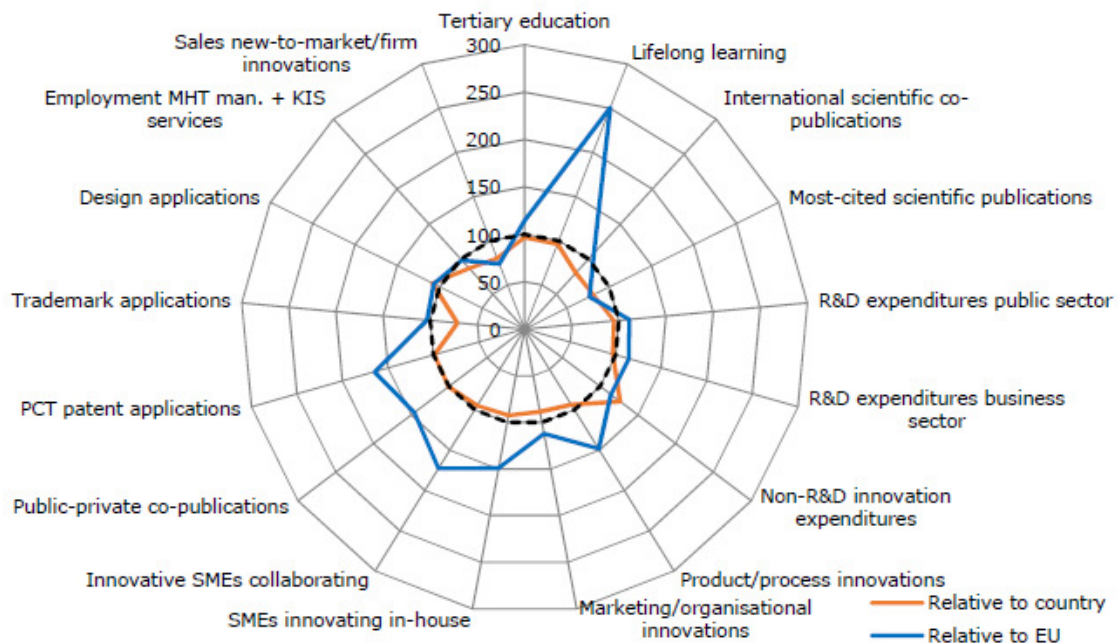 Tertiary education
300
Sales new-to-market/firm
innovations
Lifelong learning
Employment MHT man. + KIS
services
250
International scientific co-
publications
200
Design applications
150
Most-cited scientific publications
100
Trademark applications
50
R&D expenditures public sector
0
PCT patent applications
R&D expenditures business
sector
Public-private co-publications
Non-R&D innovation
expenditures
Innovative SMEs collaborating
Product/process innovations
SMEs innovating in-house
Marketing/organisational
innovations
Relative to country
Relative to EU